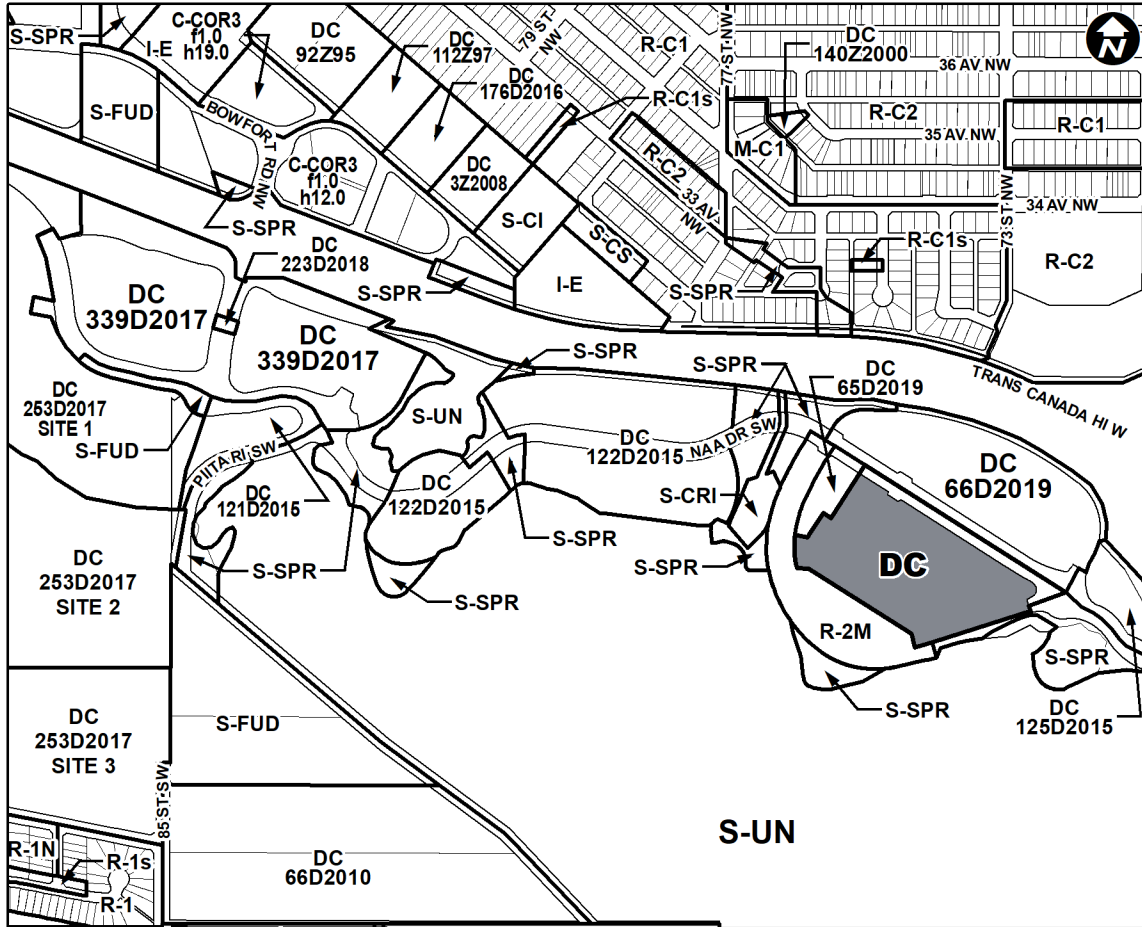 S-SPR
C-COR3
f1.0
h19.0
I-E
DC
92Z95
DC
112Z97
DC
176D2016
79 ST
NW
R-C1
77 ST NW
DC
140Z2000
N
36 AV NW
R-C2
35 AV NW
R-C1
M-C1
S-FUD
BOWFORT RD NW
C-COR3
f1.0
h12.0
R-C1s
DC
3Z2008
R-C2
33 AV
NW
S-CI
S-CS
34 AV NW
73 ST NW
R-C1s
R-C2
S-SPR
DC
223D2018
S-SPR
I-E
S-SPR
DC
339D2017
DC
339D2017
S-SPR
S-SPR
DC
65D2019
TRANS CANADA HI W
DC
253D2017
SITE 1
S-FUD
S-UN
PIITA RI SW
DC
121D2015
DC
122D2015
DC
122D2015
NA A DR SW
S-CRI
DC
66D2019
S-SPR
S-SPR
S-SPR
S-SPR
DC
DC
253D2017
SITE 2
R-2M
S-SPR
S-SPR
DC
125D2015
S-FUD
DC
253D2017
SITE 3
85 ST SW
S-UN
R-1N
R-1s
R-1
DC
66D2010